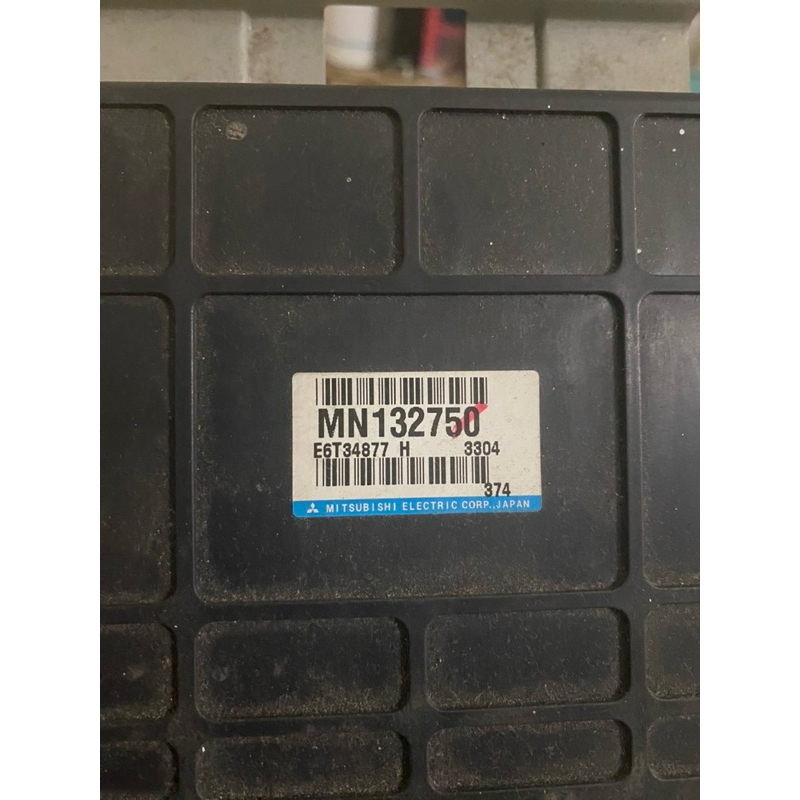 MN132750
E6T34877 H 3304
374
MITSUBISHI ELECTRIC CORP., JAPAN